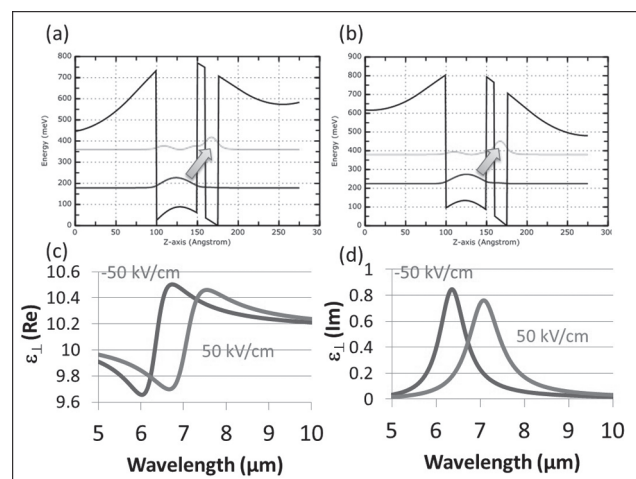 (a)
800
700
600
500
400
300
200
100
0
Energy (meV)
0 50 100 150 200 250 300
Z-axis (Angstrom)
(b)
900
800
700
600
500
400
300
200
100
0
Energy (meV)
0 50 100 150 200 250 30
Z-axis (Angstrom)
(c)
10.6
10.4
10.2
10
9.8
9.6
ε⊥ (Re)
-50 kV/cm
50 kV/cm
5 6 7 8 9 10
Wavelength (μm)
(d)
1
0.8
0.6
0.4
0.2
0
ε⊥ (Im)
-50 kV/cm
50 kV/cm
5 6 7 8 9 10
Wavelength (μm)